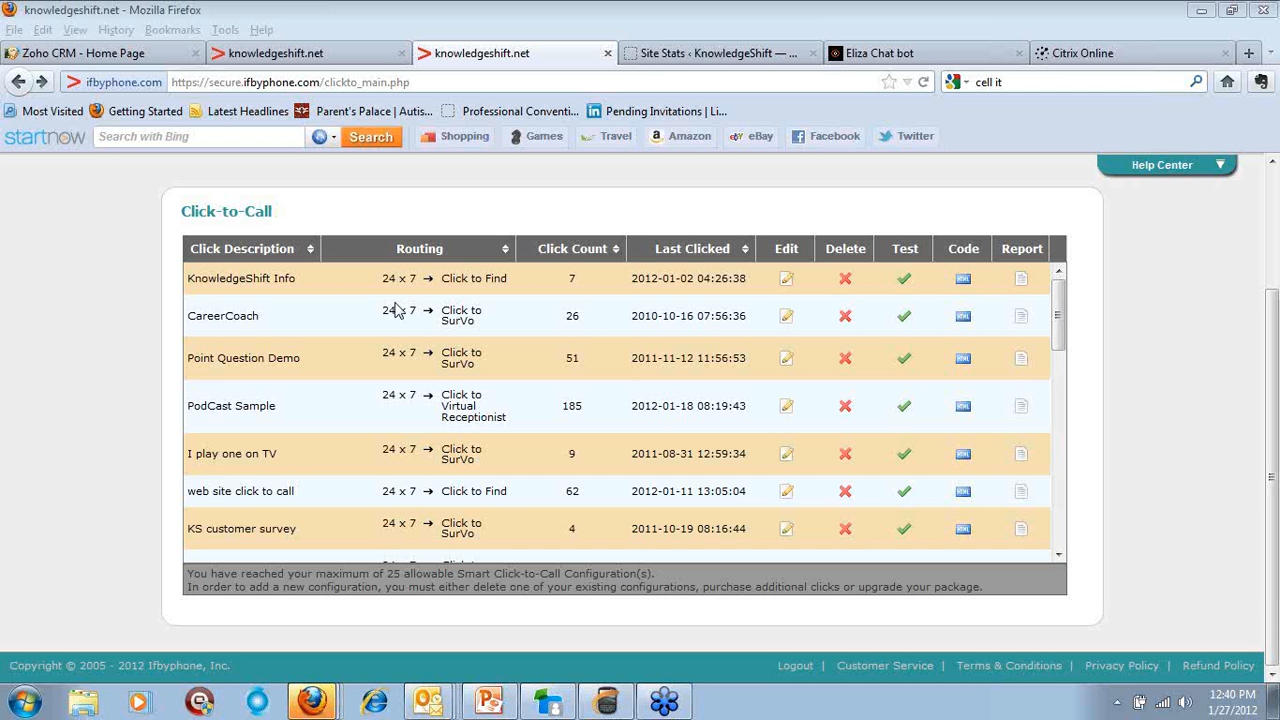 knowledgeshift.net - Mozilla Firefox
File Edit View History Bookmarks Tools Help
Zoho CRM - Home Page
knowledgeshift.net
knowledgeshift.net
Site Stats ‹ KnowledgeShift — ...
Eliza Chat bot
Citrix Online
ifbyphone.com
https://secure.ifbyphone.com/clickto_main.php
cell it
Most Visited
Getting Started
Latest Headlines
Parent's Palace | Autis...
Professional Conventi...
Pending Invitations | Li...
startnow
Search with Bing
Search
Shopping
Games
Travel
Amazon
eBay
Facebook
Twitter
Help Center
Click-to-Call
Click Description Routing Click Count Last Clicked Edit Delete Test Code Report
KnowledgeShift Info 24 x 7 → Click to Find 7 2012-01-02 04:26:38
CareerCoach 24 x 7 → Click to SurVo 26 2010-10-16 07:56:36
Point Question Demo 24 x 7 → Click to SurVo 51 2011-11-12 11:56:53
PodCast Sample 24 x 7 → Click to Virtual Receptionist 185 2012-01-18 08:19:43
I play one on TV 24 x 7 → Click to SurVo 9 2011-08-31 12:59:34
web site click to call 24 x 7 → Click to Find 62 2012-01-11 13:05:04
KS customer survey 24 x 7 → Click to SurVo 4 2011-10-19 08:16:44
You have reached your maximum of 25 allowable Smart Click-to-Call Configuration(s).
In order to add a new configuration, you must either delete one of your existing configurations, purchase additional clicks or upgrade your package.
Copyright © 2005 - 2012 Ifbyphone, Inc.
Logout | Customer Service | Terms & Conditions | Privacy Policy | Refund Policy
12:40 PM
1/27/2012